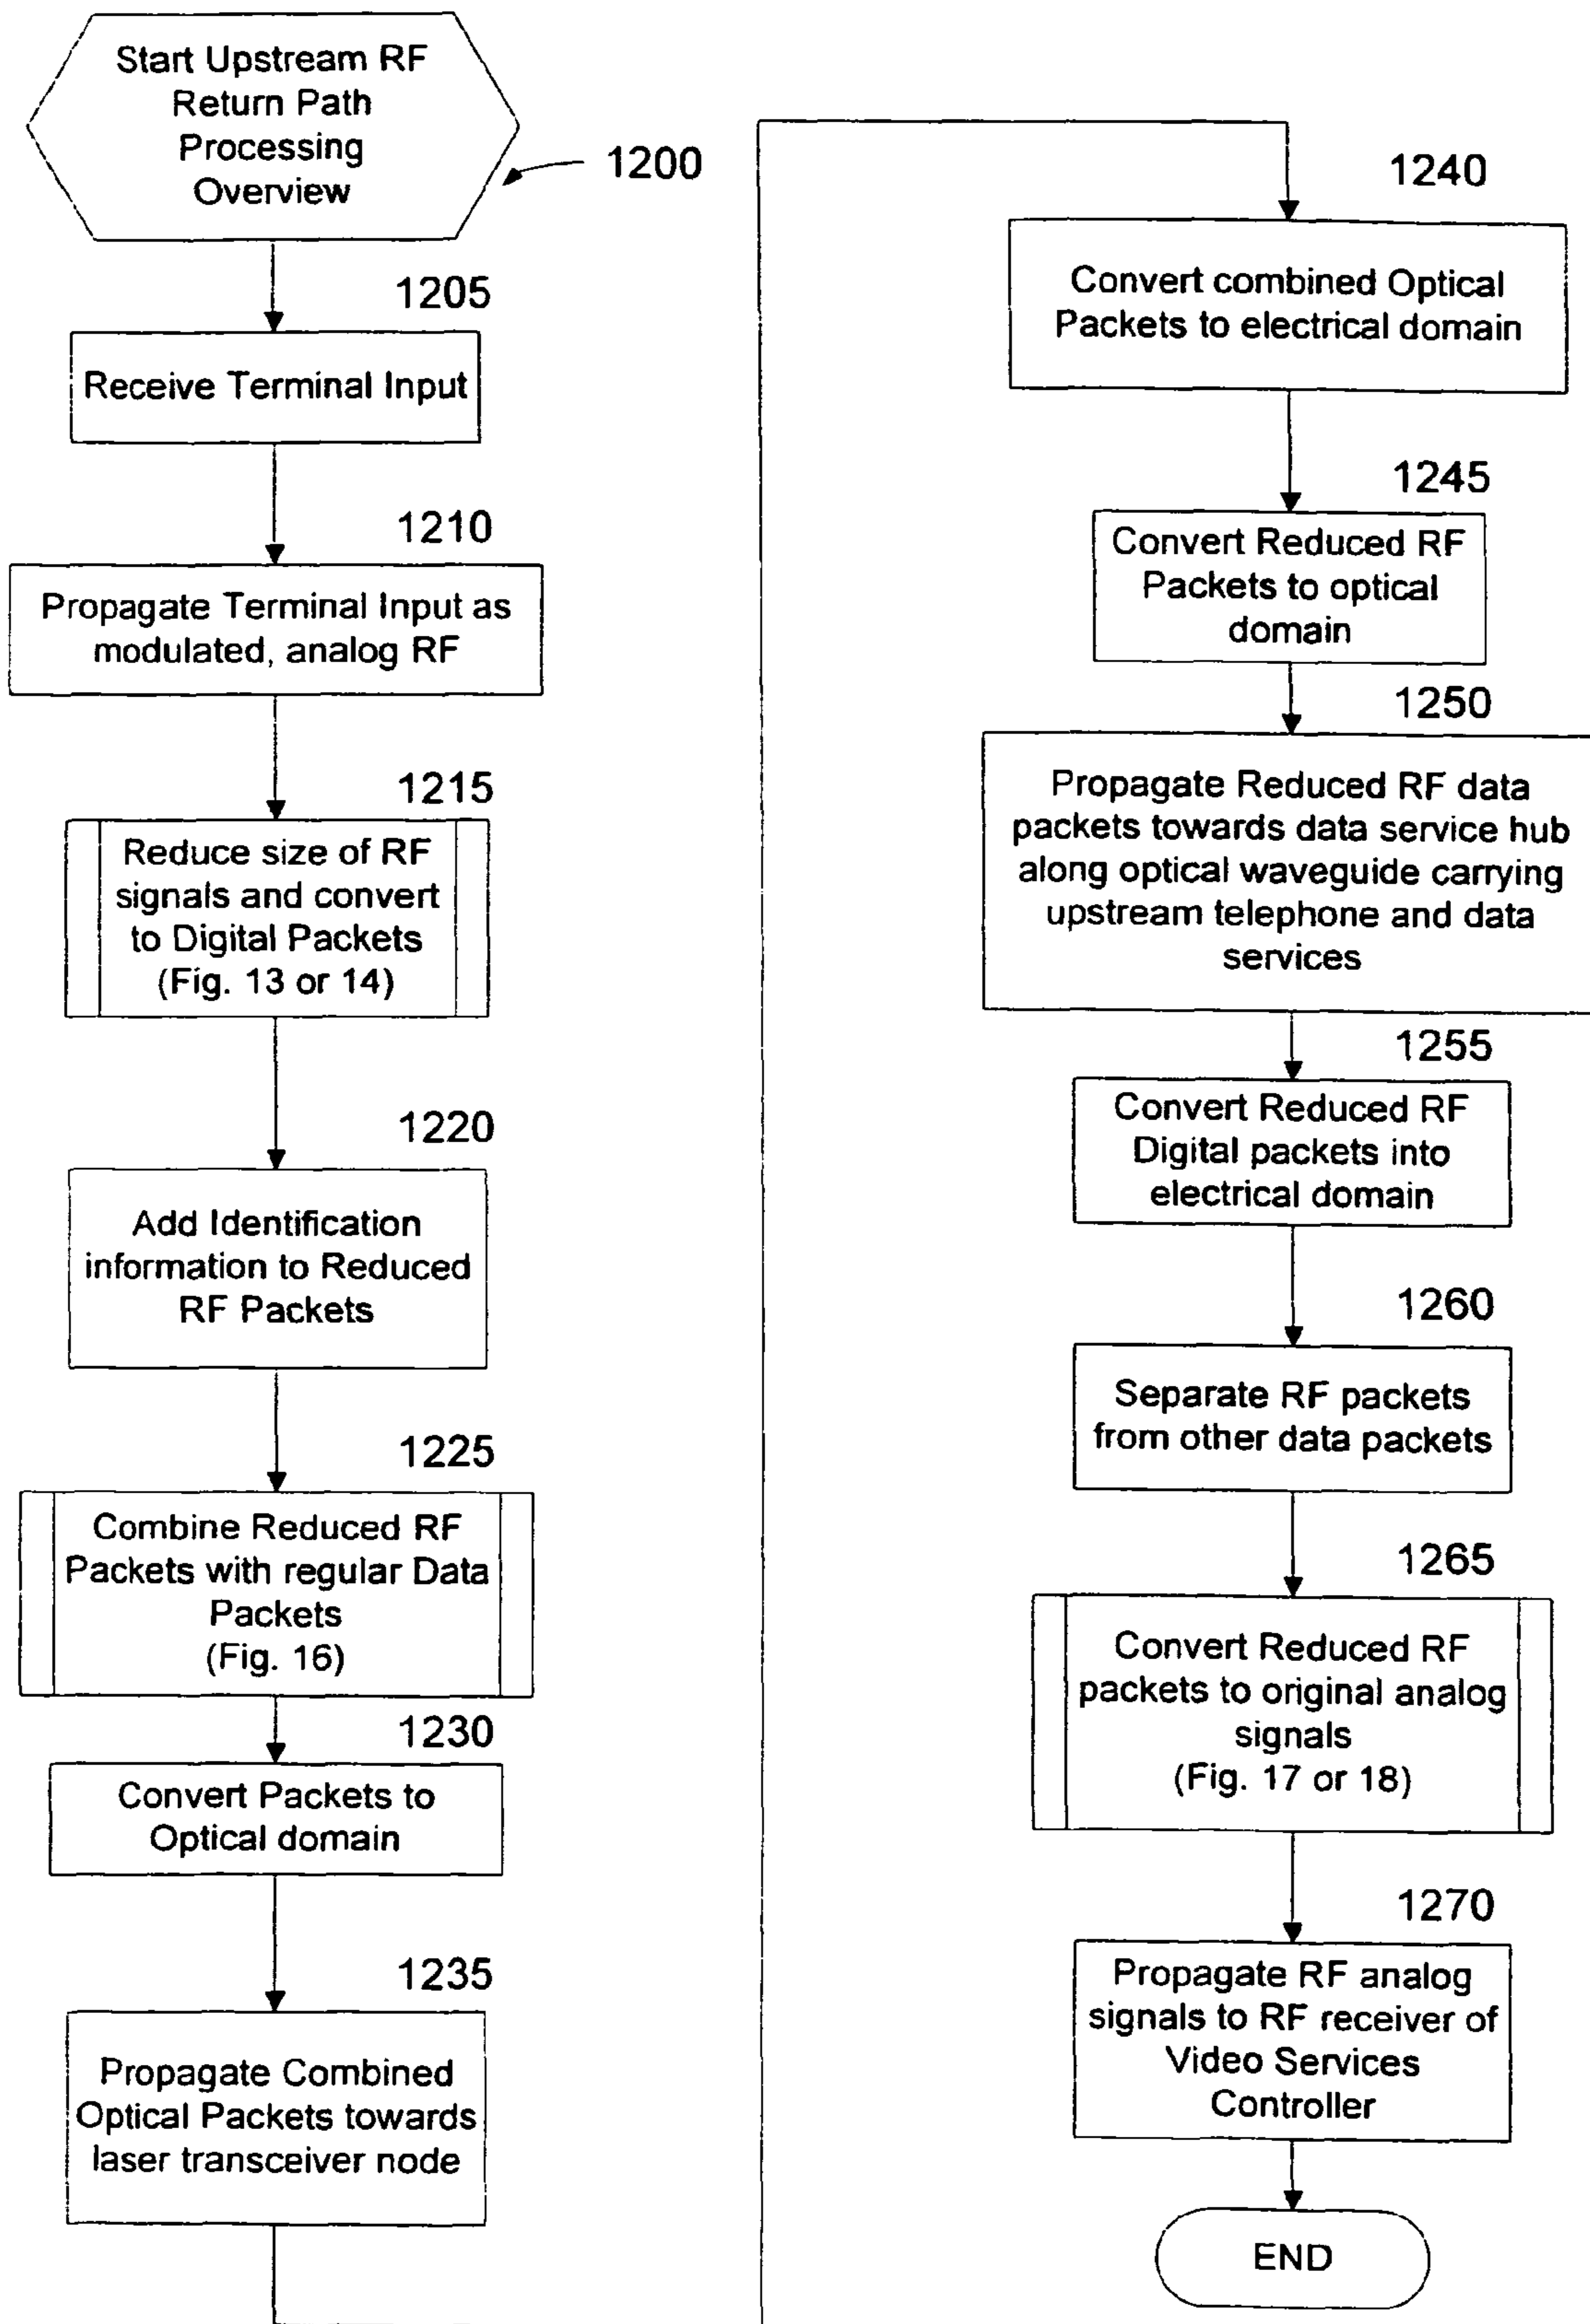 Start Upstream RF
Return Path
Processing
Overview
1200
1205
Receive Terminal Input
1210
Propagate Terminal Input as
modulated, analog RF
1215
Reduce size of RF
signals and convert
to Digital Packets
(Fig. 13 or 14)
1220
Add Identification
information to Reduced
RF Packets
1225
Combine Reduced RF
Packets with regular Data
Packets
(Fig. 16)
1230
Convert Packets to
Optical domain
1235
Propagate Combined
Optical Packets towards
laser transceiver node
1240
Convert combined Optical
Packets to electrical domain
1245
Convert Reduced RF
Packets to optical
domain
1250
Propagate Reduced RF data
packets towards data service hub
along optical waveguide carrying
upstream telephone and data
services
1255
Convert Reduced RF
Digital packets into
electrical domain
1260
Separate RF packets
from other data packets
1265
Convert Reduced RF
packets to original analog
signals
(Fig. 17 or 18)
1270
Propagate RF analog
signals to RF receiver of
Video Services
Controller
END